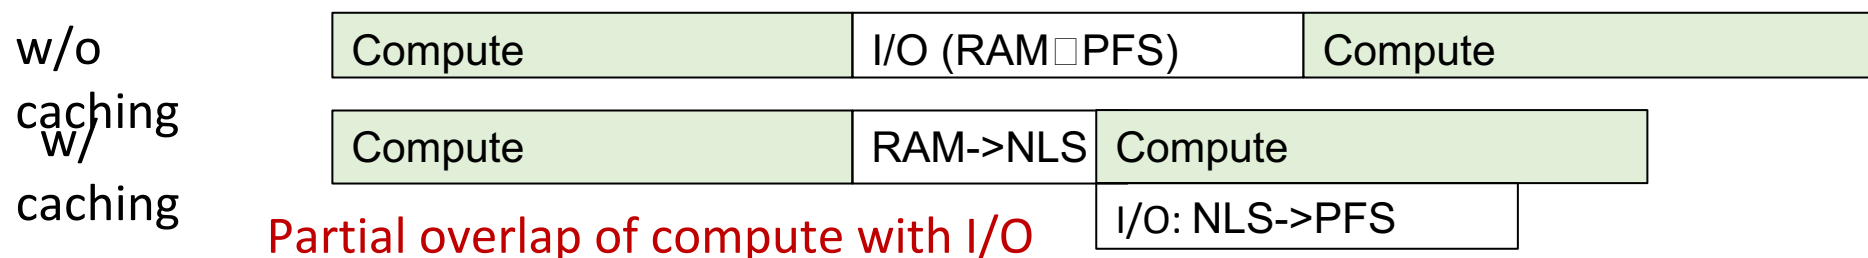 w/o
caching
Compute
I/O (RAM□PFS)
Compute
w/
caching
Compute
RAM->NLS
Compute
I/O: NLS->PFS
Partial overlap of compute with I/O